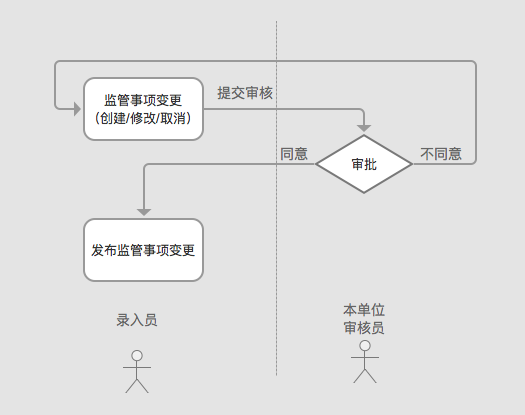 监管事项变更
（创建/修改/取消）
提交审核
同意
审批
不同意
发布监管事项变更
录入员
本单位
审核员